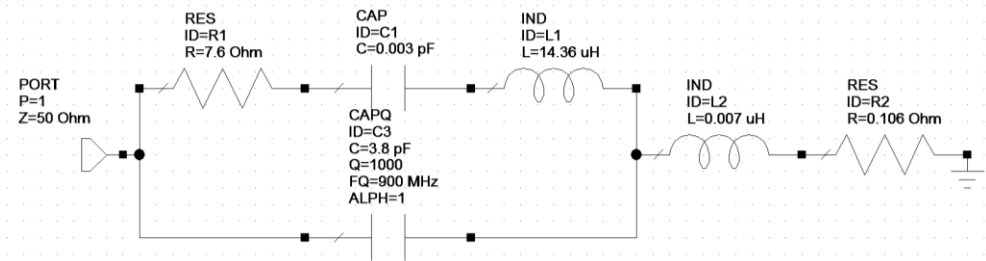 PORT
P=1
Z=50 Ohm
RES
ID=R1
R=7.6 Ohm
CAP
ID=C1
C=0.003 pF
IND
ID=L1
L=14.36 uH
CAPQ
ID=C3
C=3.8 pF
Q=1000
FQ=900 MHz
ALPH=1
IND
ID=L2
L=0.007 uH
RES
ID=R2
R=0.106 Ohm